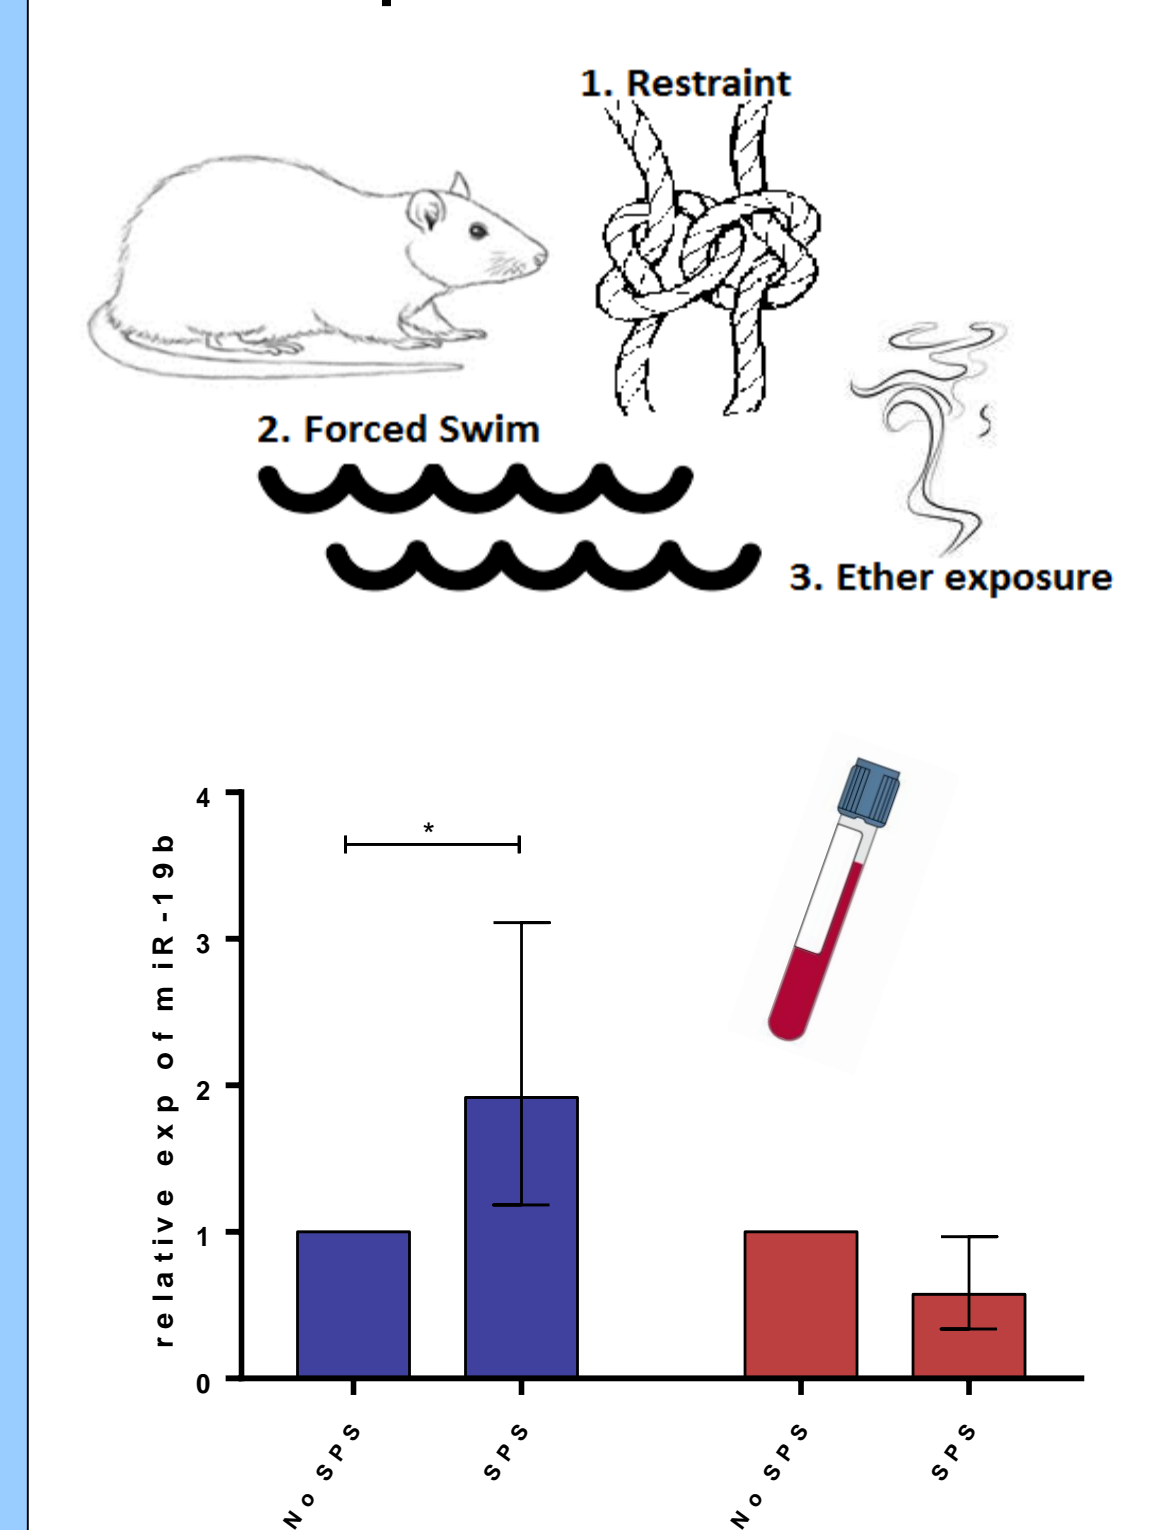 1. Restraint
2. Forced Swim
3. Ether exposure
4
*
3
2
1
0
relative exp of miR-19b
No SPS
SPS
No SPS
SPS